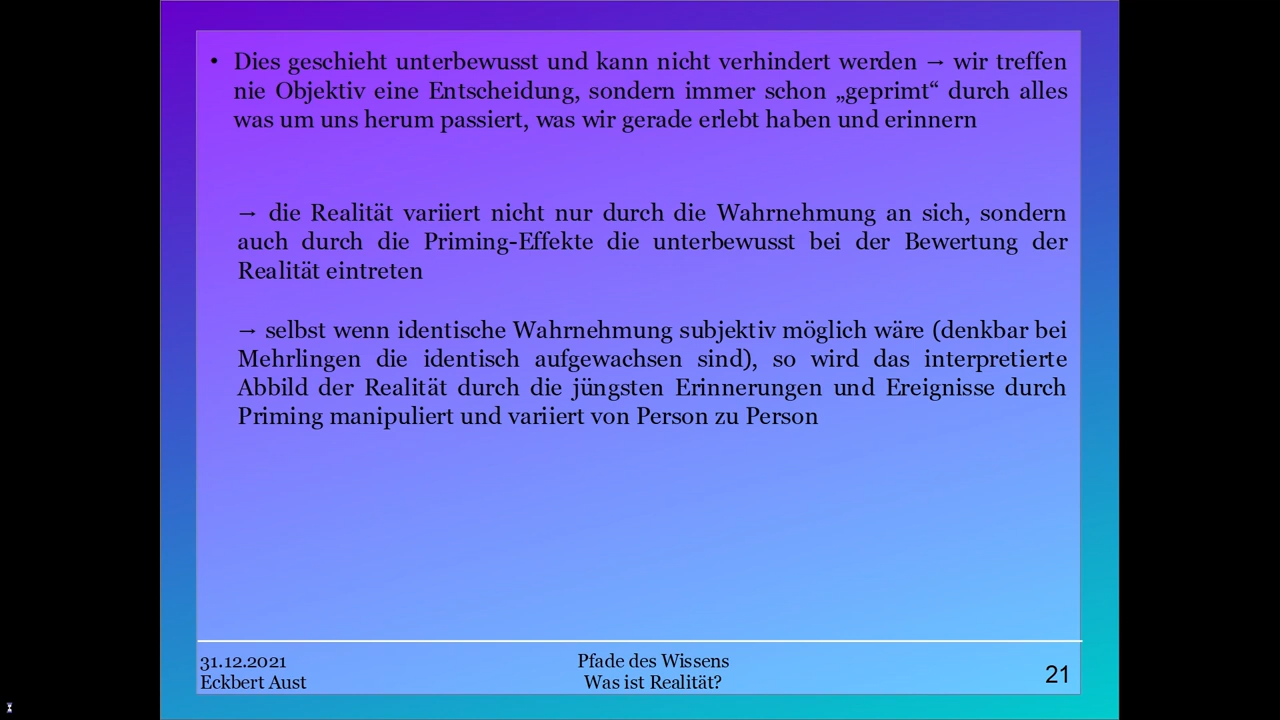 • Dies geschieht unterbewusst und kann nicht verhindert werden → wir treffen
nie Objektiv eine Entscheidung, sondern immer schon „geprimt“ durch alles
was um uns herum passiert, was wir gerade erlebt haben und erinnern
→ die Realität variiert nicht nur durch die Wahrnehmung an sich, sondern
auch durch die Priming-Effekte die unterbewusst bei der Bewertung der
Realität eintreten
→ selbst wenn identische Wahrnehmung subjektiv möglich wäre (denkbar bei
Mehrlingen die identisch aufgewachsen sind), so wird das interpretierte
Abbild der Realität durch die jüngsten Erinnerungen und Ereignisse durch
Priming manipuliert und variiert von Person zu Person
31.12.2021
Eckbert Aust
Pfade des Wissens
Was ist Realität?
21